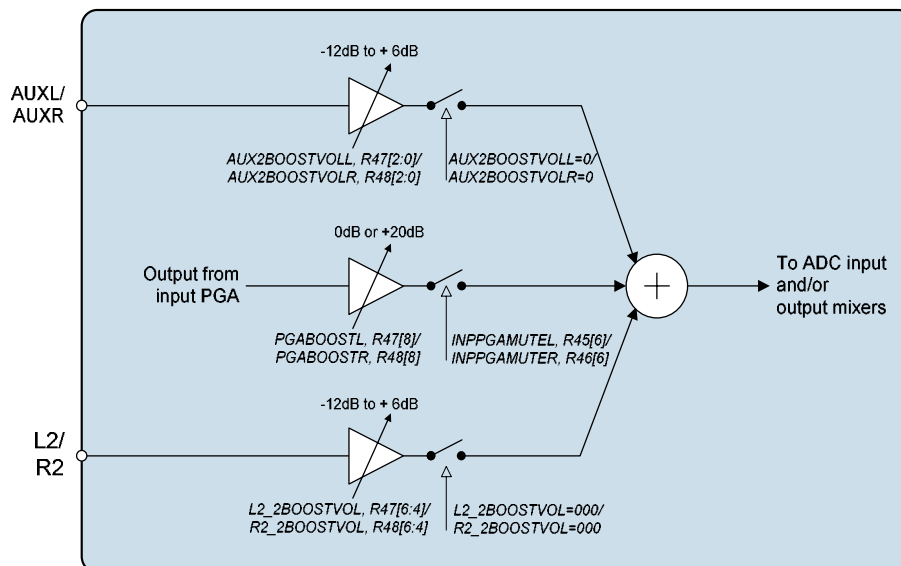 -12dB to + 6dB
AUXL/
AUXR
AUX2BOOSTVOLL, R47[2:0]/
AUX2BOOSTVOLR, R48[2:0]
AUX2BOOSTVOLL=0/
AUX2BOOSTVOLR=0
0dB or +20dB
Output from
input PGA
PGABOOSTL, R47[8]/
PGABOOSTR, R48[8]
INPPGAMUTEL, R45[6]/
INPPGAMUTER, R46[6]
To ADC input
and/or
output mixers
-12dB to + 6dB
L2/
R2
L2_2BOOSTVOL, R47[6:4]/
R2_2BOOSTVOL, R48[6:4]
L2_2BOOSTVOL=000/
R2_2BOOSTVOL=000